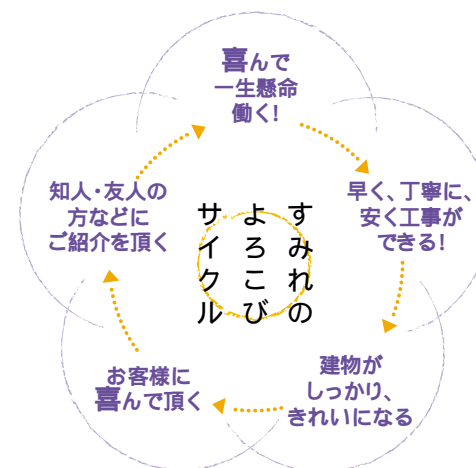 喜んで
一生懸命
働く!
早く、丁寧に、
安く工事が
できる!
建物が
しっかり、
きれいになる
お客様に
喜んで頂く
知人・友人の
方などに
ご紹介を頂く
すみれの
よろこび
サイクル